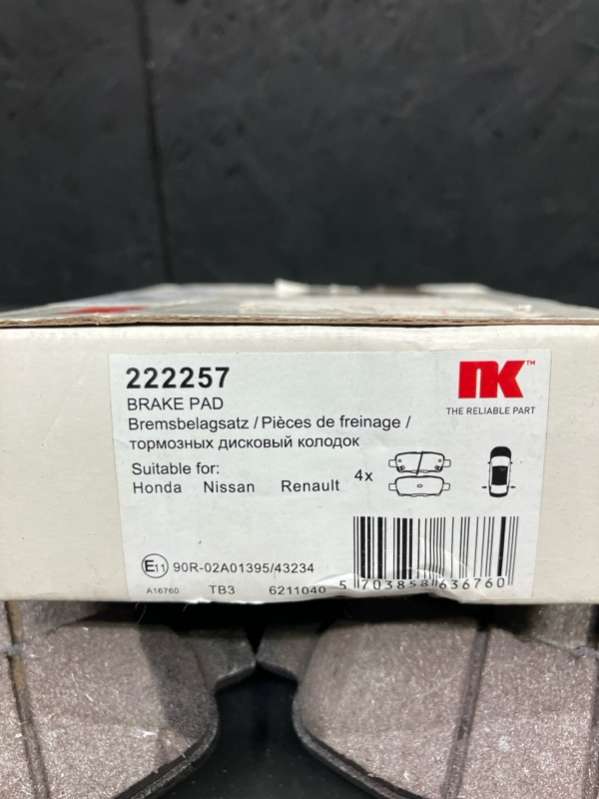 222257
BRAKE PAD
Bremsbelagsatz / Pièces de freinage /
тормозных дисковый колодок
Suitable for:
Honda Nissan Renault
4x
NK™
THE RELIABLE PART
E11 90R-02A01395/43234
A16760 TB3 6211040
5 703858 636760